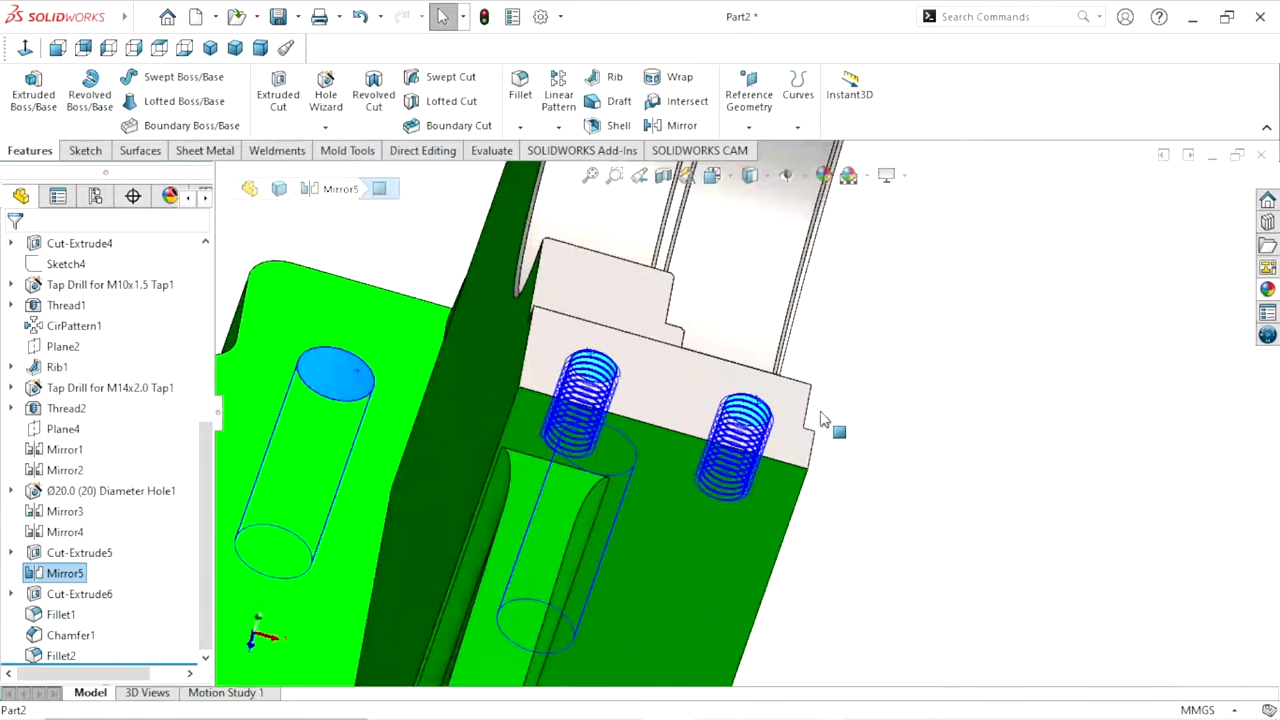 SOLIDWORKS
Part2 *
Search Commands
Extruded Boss/Base
Revolved Boss/Base
Swept Boss/Base
Lofted Boss/Base
Boundary Boss/Base
Extruded Cut
Hole Wizard
Revolved Cut
Swept Cut
Lofted Cut
Boundary Cut
Fillet
Linear Pattern
Rib
Draft
Shell
Wrap
Intersect
Mirror
Reference Geometry
Curves
Instant3D
Features
Sketch
Surfaces
Sheet Metal
Weldments
Mold Tools
Direct Editing
Evaluate
SOLIDWORKS Add-Ins
SOLIDWORKS CAM
Mirror5
Cut-Extrude4
Sketch4
Tap Drill for M10x1.5 Tap1
Thread1
CirPattern1
Plane2
Rib1
Tap Drill for M14x2.0 Tap1
Thread2
Plane4
Mirror1
Mirror2
Ø20.0 (20) Diameter Hole1
Mirror3
Mirror4
Cut-Extrude5
Mirror5
Cut-Extrude6
Fillet1
Chamfer1
Fillet2
Model
3D Views
Motion Study 1
Part2
MMGS